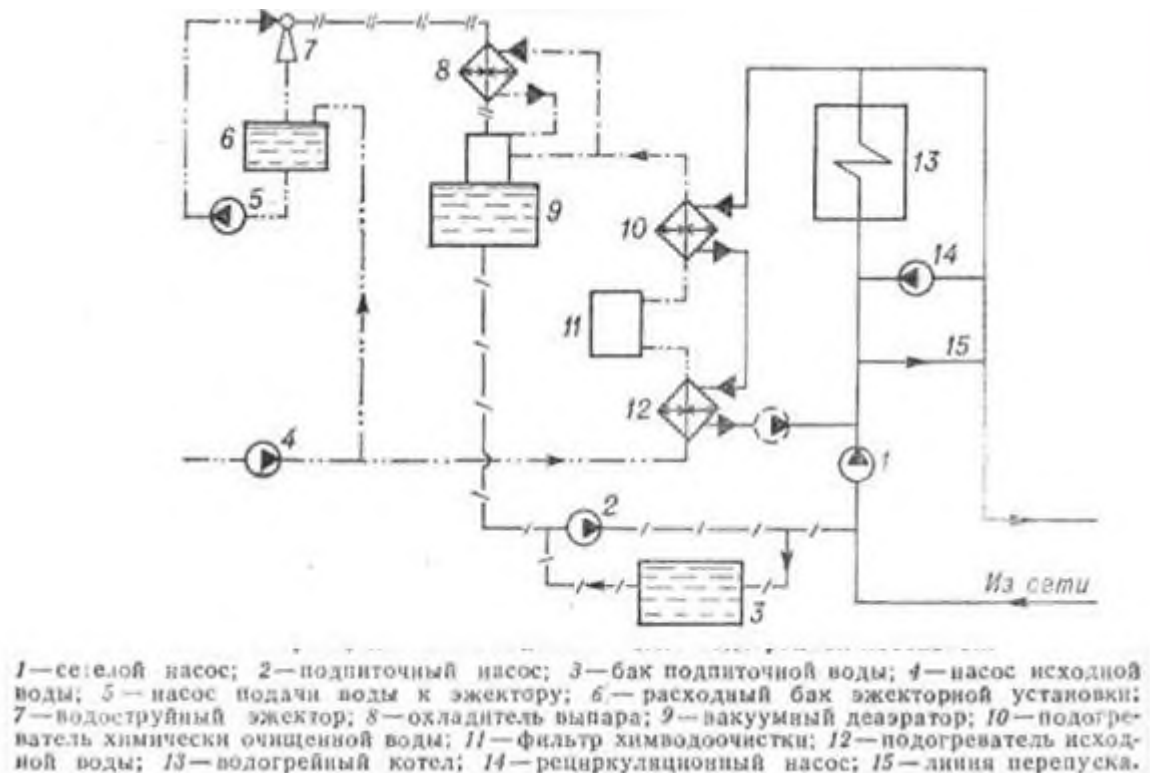 7
8
6
13
5
9
10
14
11
15
12
4
1
2
Из сети
3
1—сетевой насос; 2—подпиточный насос; 3—бак подпиточной воды; 4—насос исходной
воды; 5—насос подачи воды к эжектору; 6—расходный бак эжекторной установки;
7—водоструйный эжектор; 8—охладитель выпара; 9—вакуумный деаэратор; 10—подогре-
ватель химически очищенной воды; 11—фильтр химводоочистки; 12—подогреватель исход-
ной воды; 13—водогрейный котел; 14—рециркуляционный насос; 15—линия перепуска.